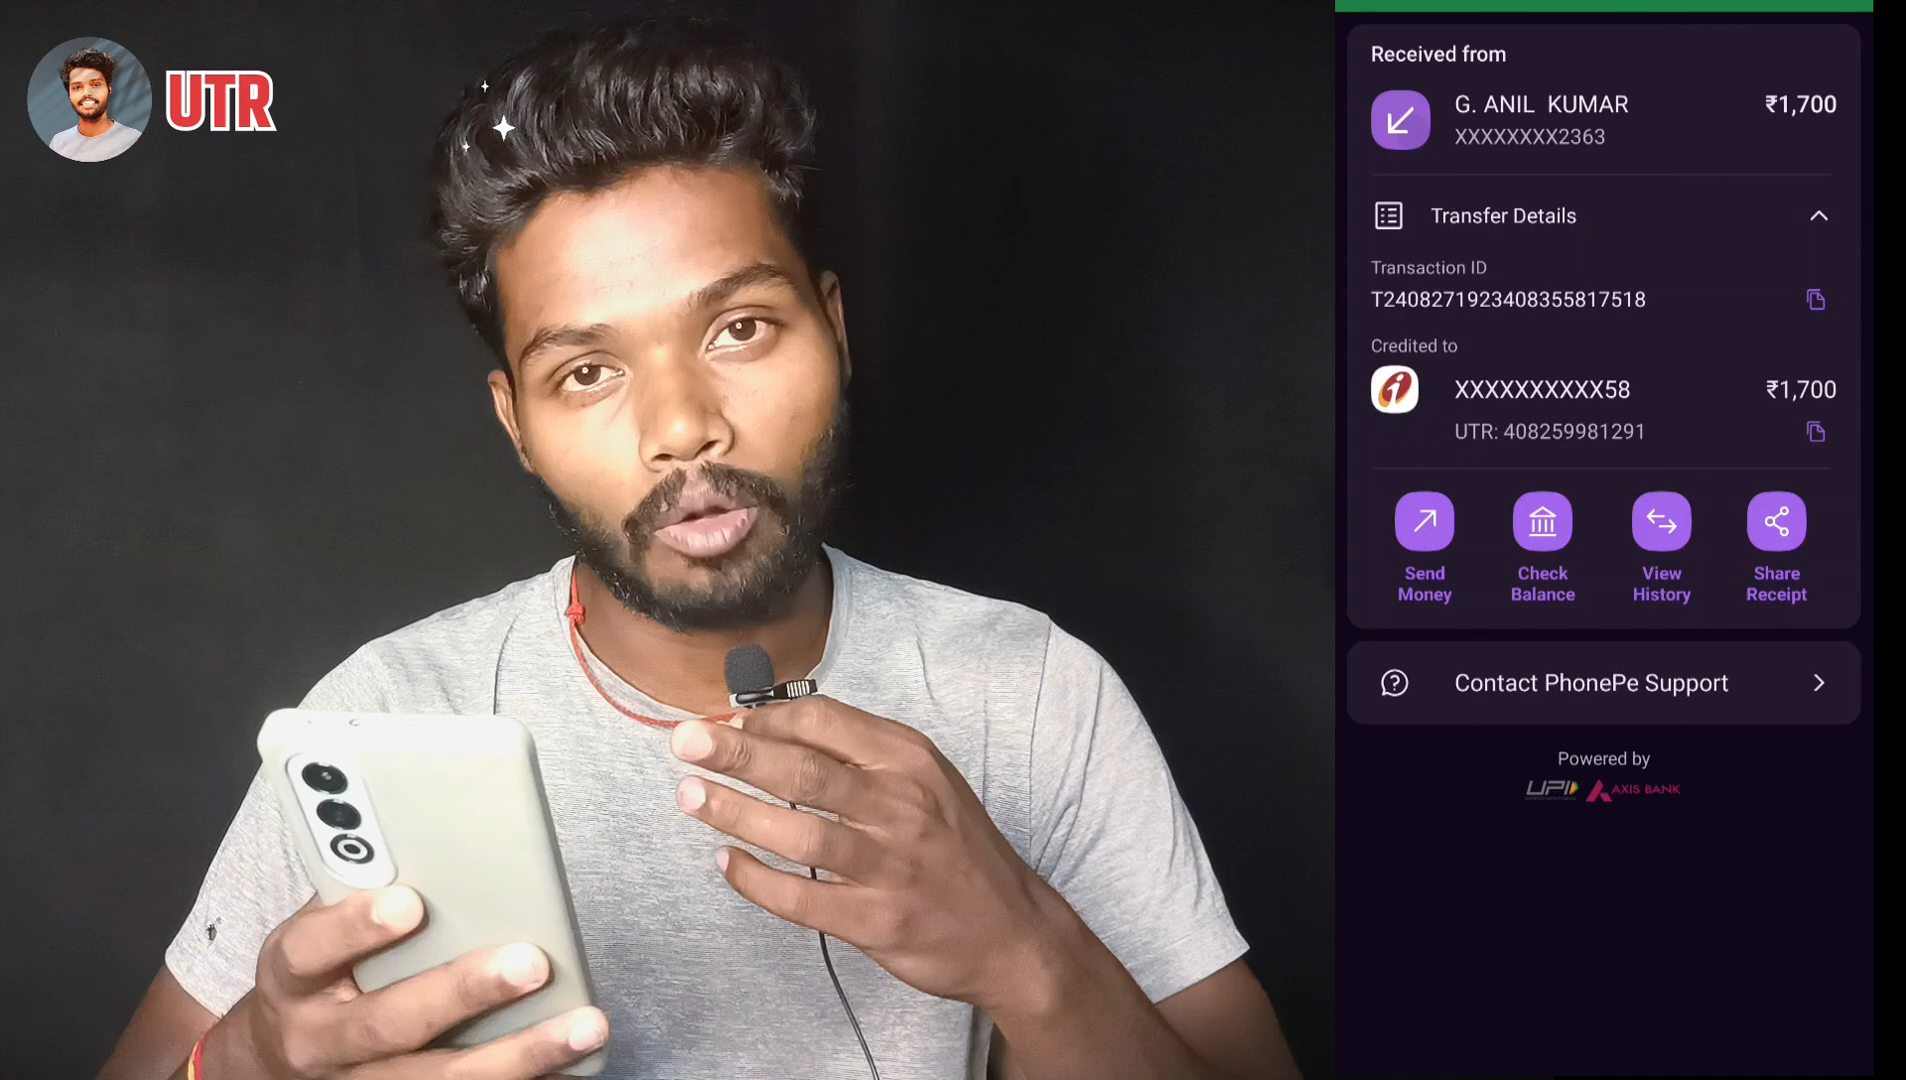 UTR
Received from
G. ANIL KUMAR ₹1,700
XXXXXXXX2363
Transfer Details
Transaction ID
T2408271923408355817518
Credited to
XXXXXXXXXX58 ₹1,700
UTR: 408259981291
Send Money
Check Balance
View History
Share Receipt
Contact PhonePe Support
Powered by
UPI AXIS BANK